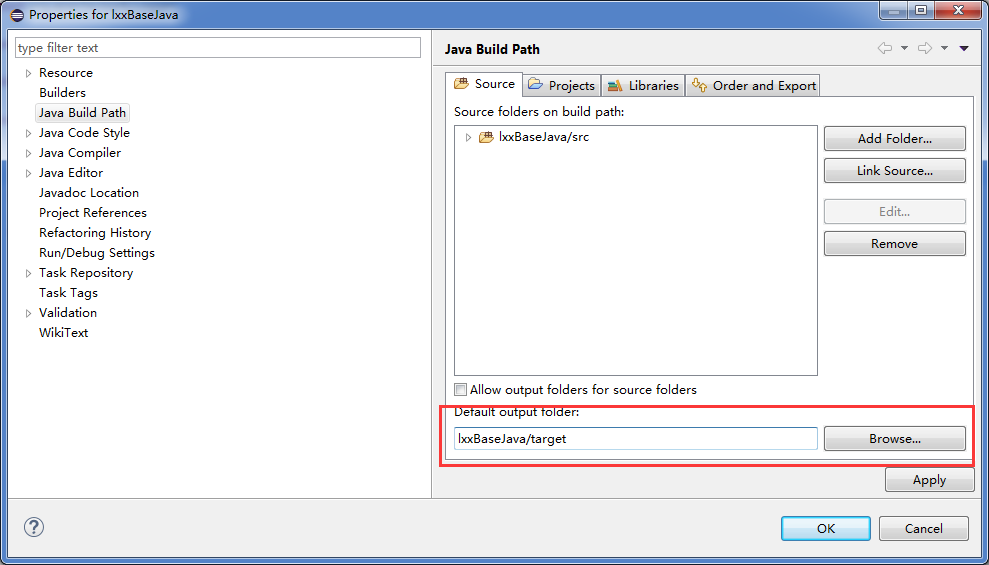 Properties for lxxBaseJava
type filter text
Resource
Builders
Java Build Path
Java Code Style
Java Compiler
Java Editor
Javadoc Location
Project References
Refactoring History
Run/Debug Settings
Task Repository
Task Tags
Validation
WikiText
Java Build Path
Source Projects Libraries Order and Export
Source folders on build path:
lxxBaseJava/src
Add Folder...
Link Source...
Edit...
Remove
Allow output folders for source folders
Default output folder:
lxxBaseJava/target
Browse...
Apply
?
OK Cancel